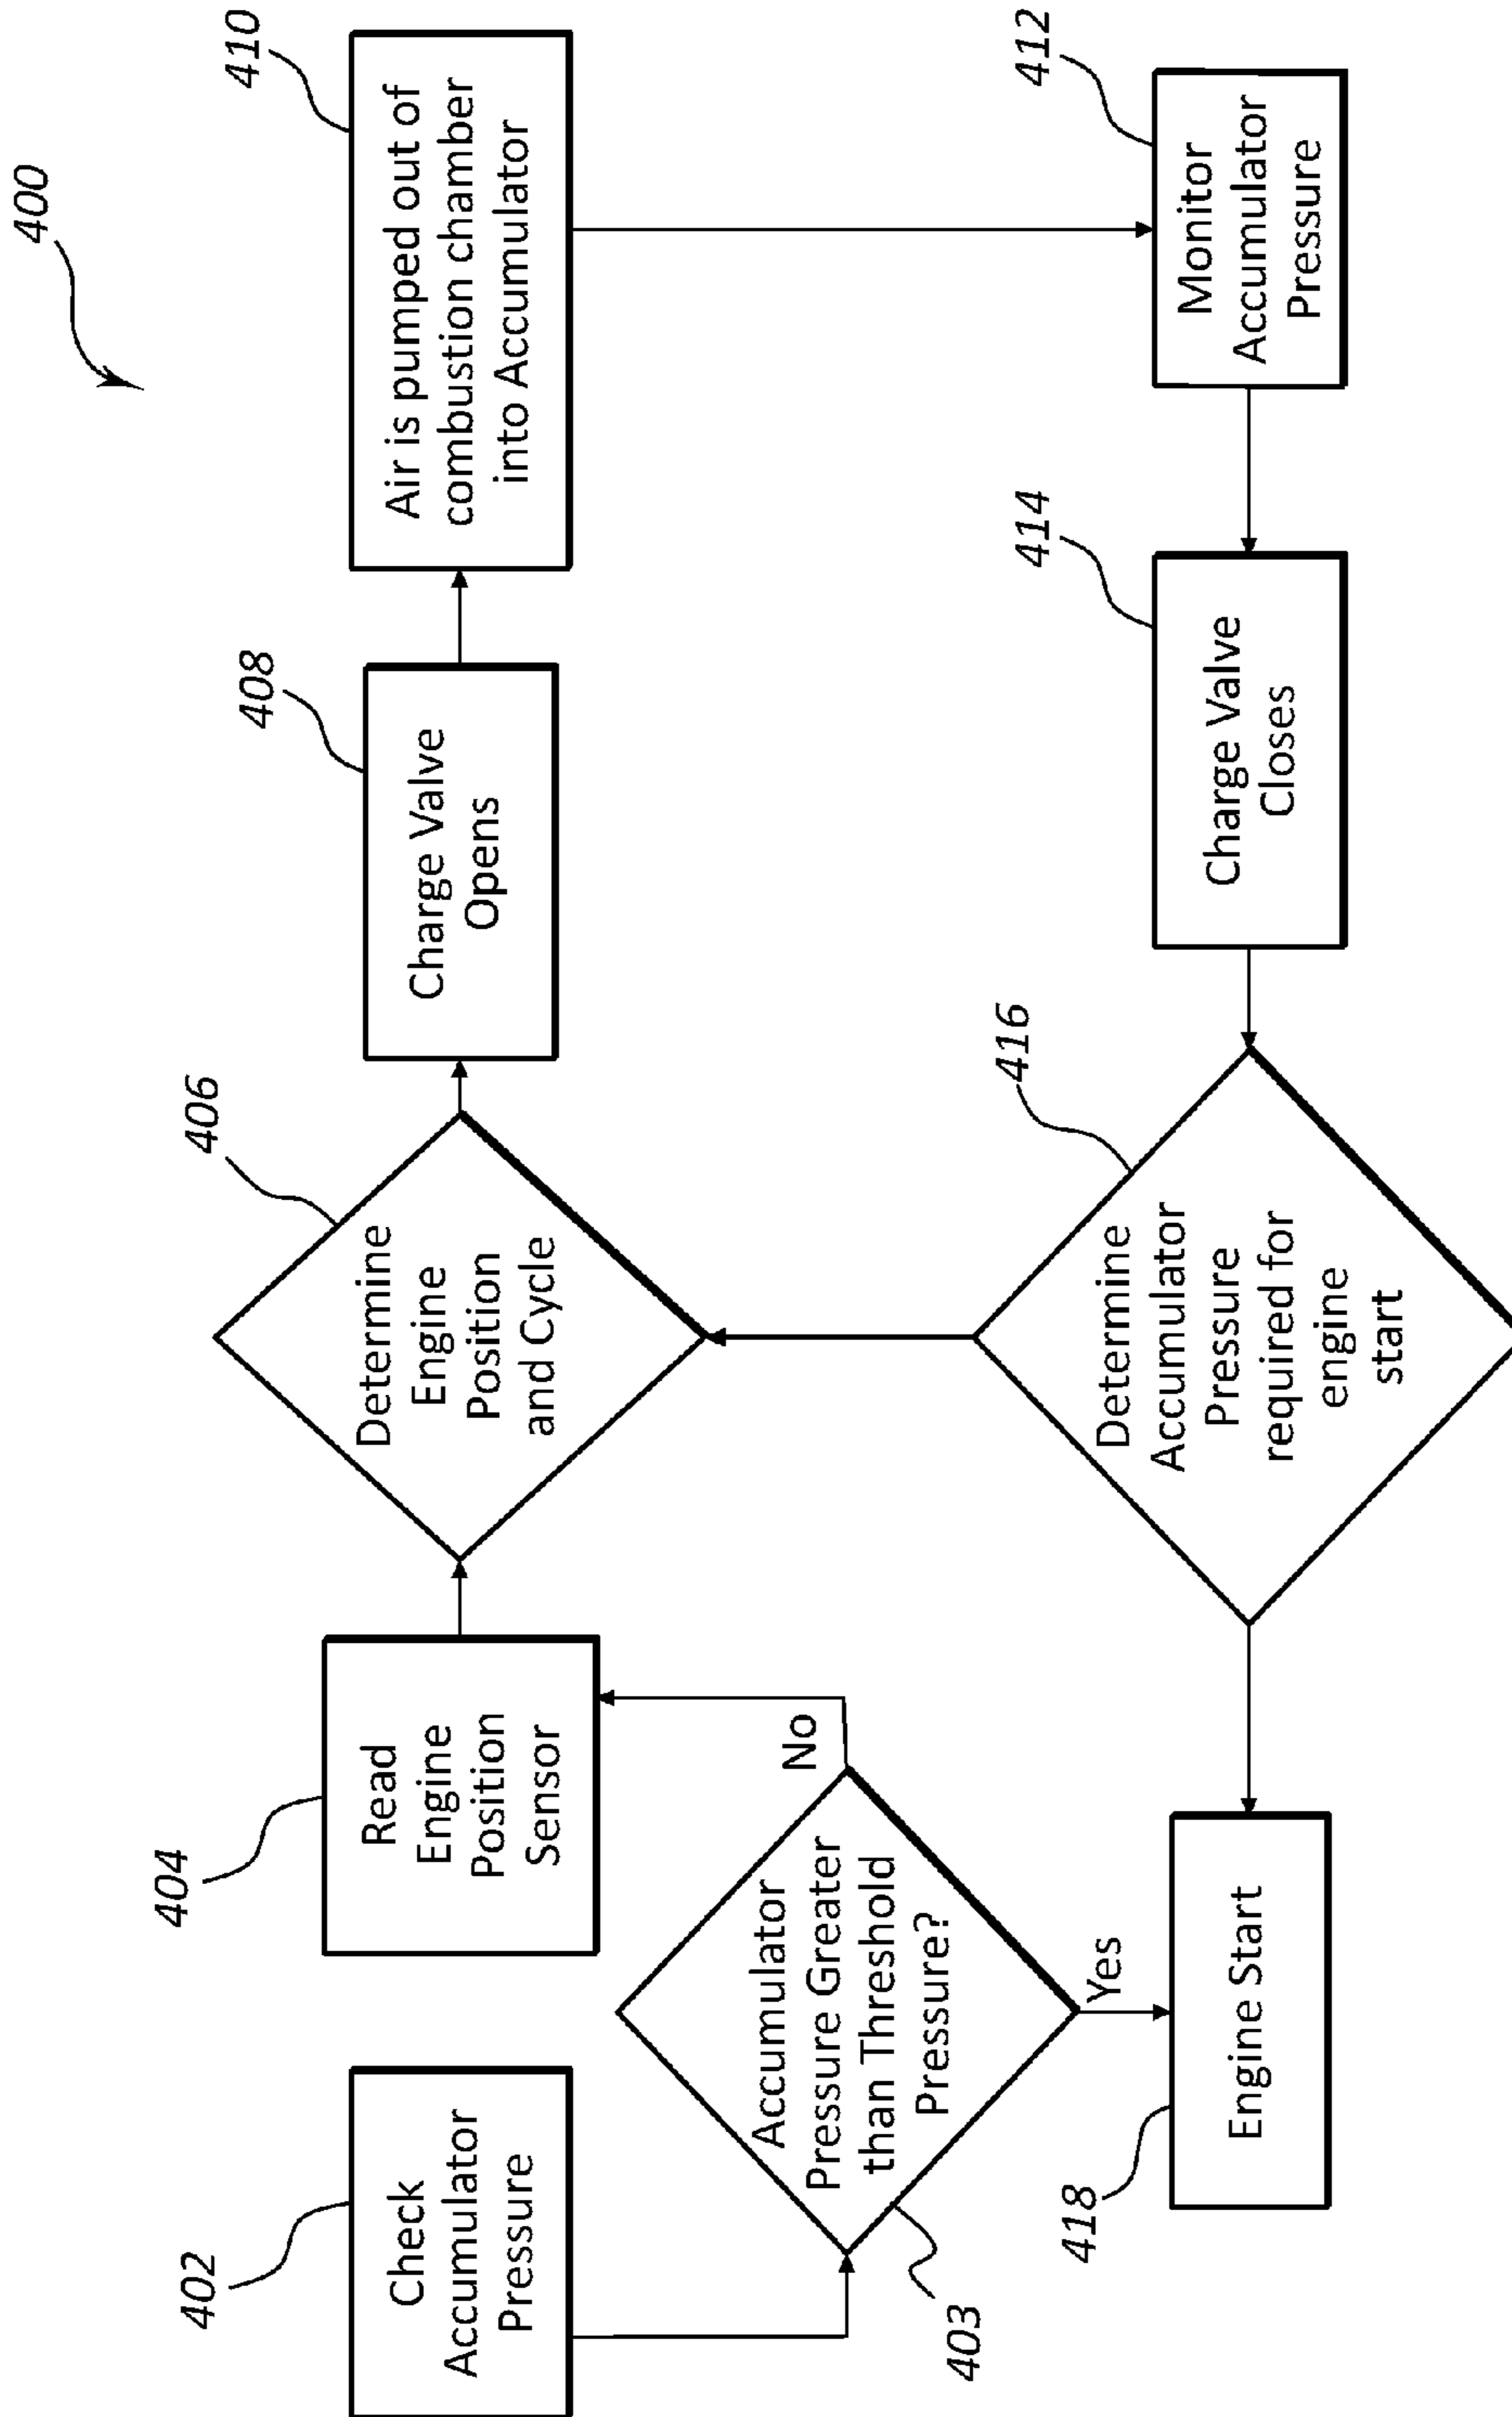 400
402
Check
Accumulator
Pressure
403
Accumulator
Pressure Greater
than Threshold
Pressure?
No
Yes
404
Read
Engine
Position
Sensor
406
Determine
Engine
Position
and Cycle
408
Charge Valve
Opens
410
Air is pumped out of
combustion chamber
into Accumulator
412
Monitor
Accumulator
Pressure
414
Charge Valve
Closes
416
Determine
Accumulator
Pressure
required for
engine
start
418
Engine Start